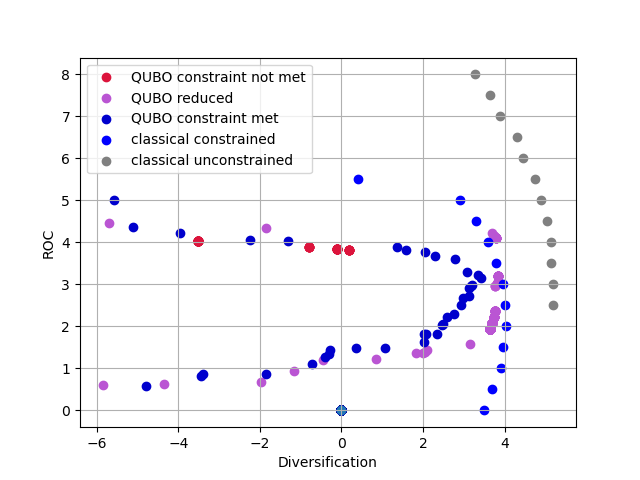 QUBO constraint not met
QUBO reduced
QUBO constraint met
classical constrained
classical unconstrained
8
7
6
5
4
3
2
1
0
ROC
−6 −4 −2 0 2 4
Diversification